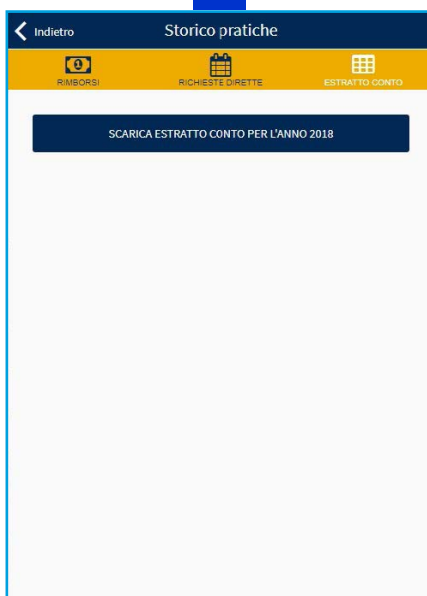 Indietro
Storico pratiche
RIMBORSI
RICHIESTE DIRETTE
ESTRATTO CONTO
SCARICA ESTRATTO CONTO PER L'ANNO 2018